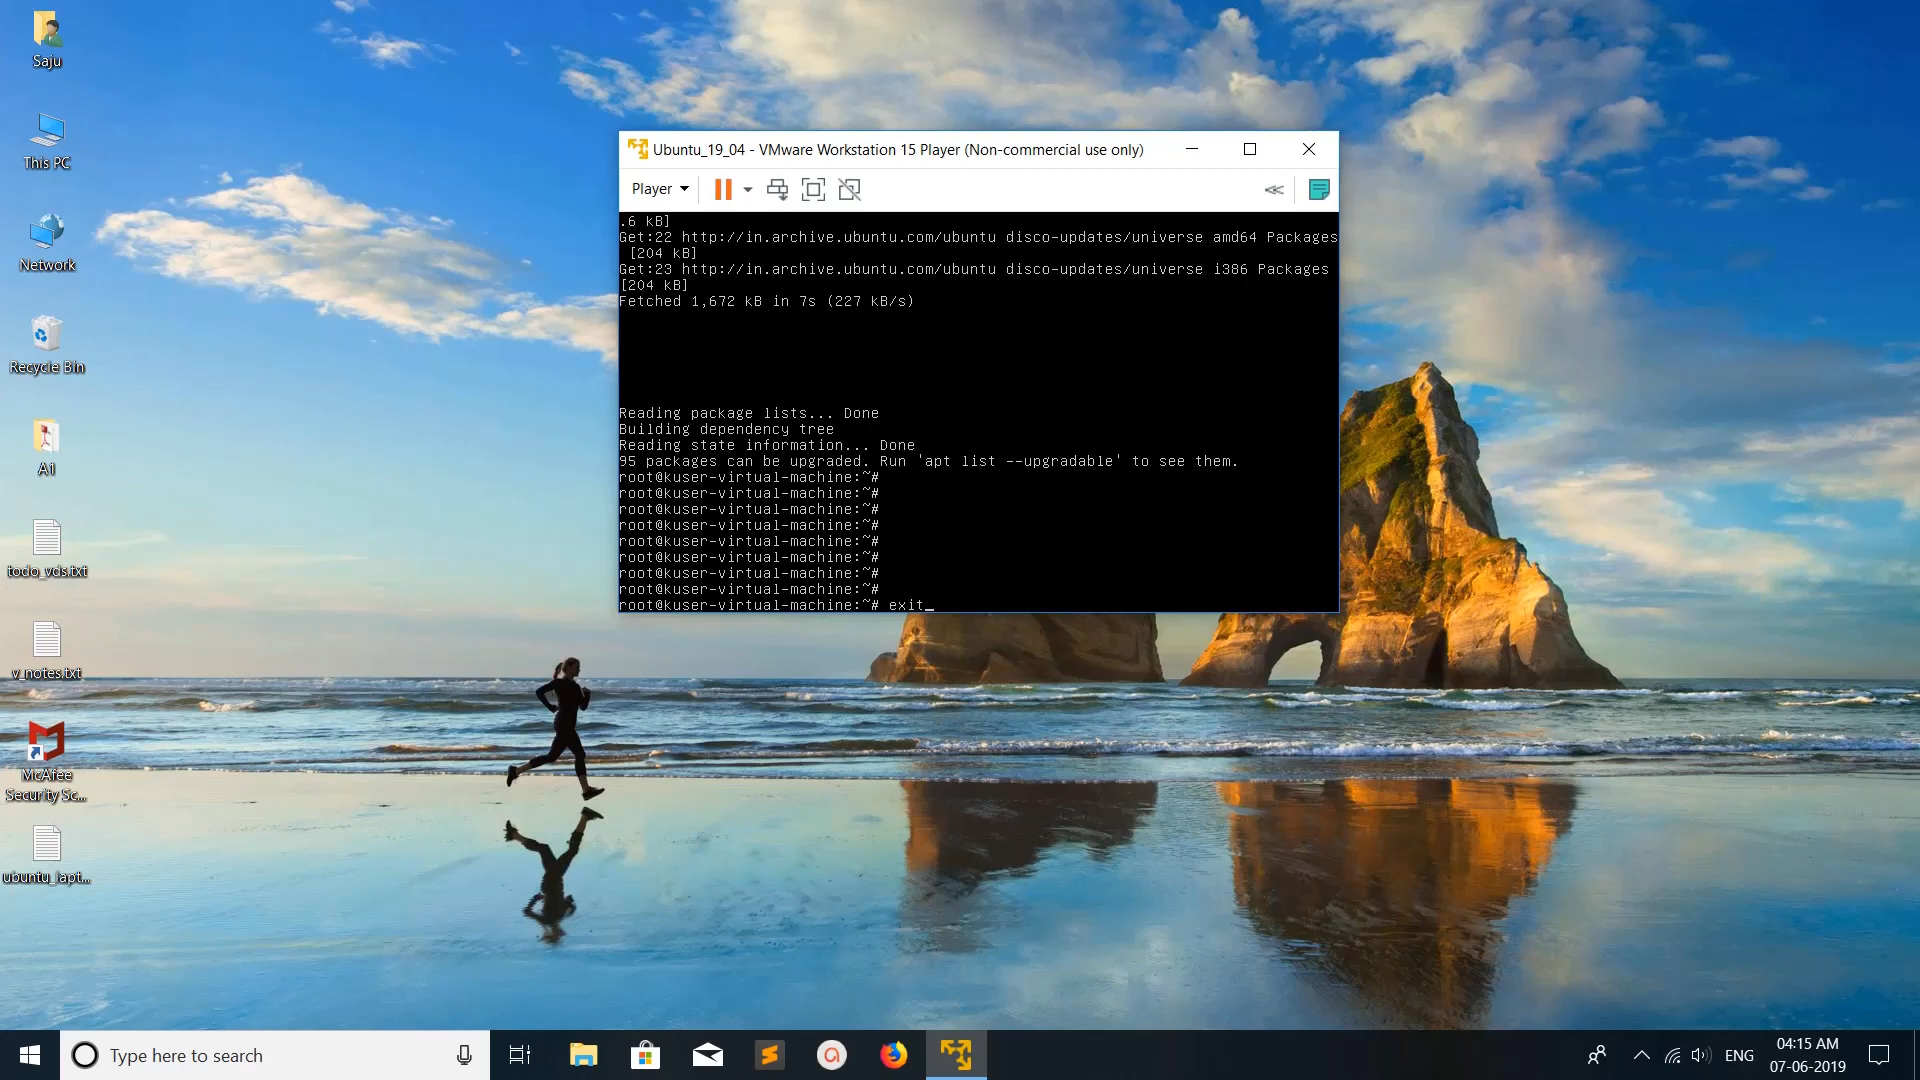 Saju
This PC
Network
Recycle Bin
A1
todo_vds.txt
v_notes.txt
McAfee
Security Sc...
ubuntu_lapt...
Ubuntu_19_04 - VMware Workstation 15 Player (Non-commercial use only)
Player
.6 kB]
Get:22 http://in.archive.ubuntu.com/ubuntu disco-updates/universe amd64 Packages
[204 kB]
Get:23 http://in.archive.ubuntu.com/ubuntu disco-updates/universe i386 Packages
[204 kB]
Fetched 1,672 kB in 7s (227 kB/s)
Reading package lists... Done
Building dependency tree
Reading state information... Done
95 packages can be upgraded. Run 'apt list --upgradable' to see them.
root@kuser-virtual-machine:~#
root@kuser-virtual-machine:~#
root@kuser-virtual-machine:~#
root@kuser-virtual-machine:~#
root@kuser-virtual-machine:~#
root@kuser-virtual-machine:~#
root@kuser-virtual-machine:~#
root@kuser-virtual-machine:~#
root@kuser-virtual-machine:~# exit_
Type here to search
ENG
04:15 AM
07-06-2019